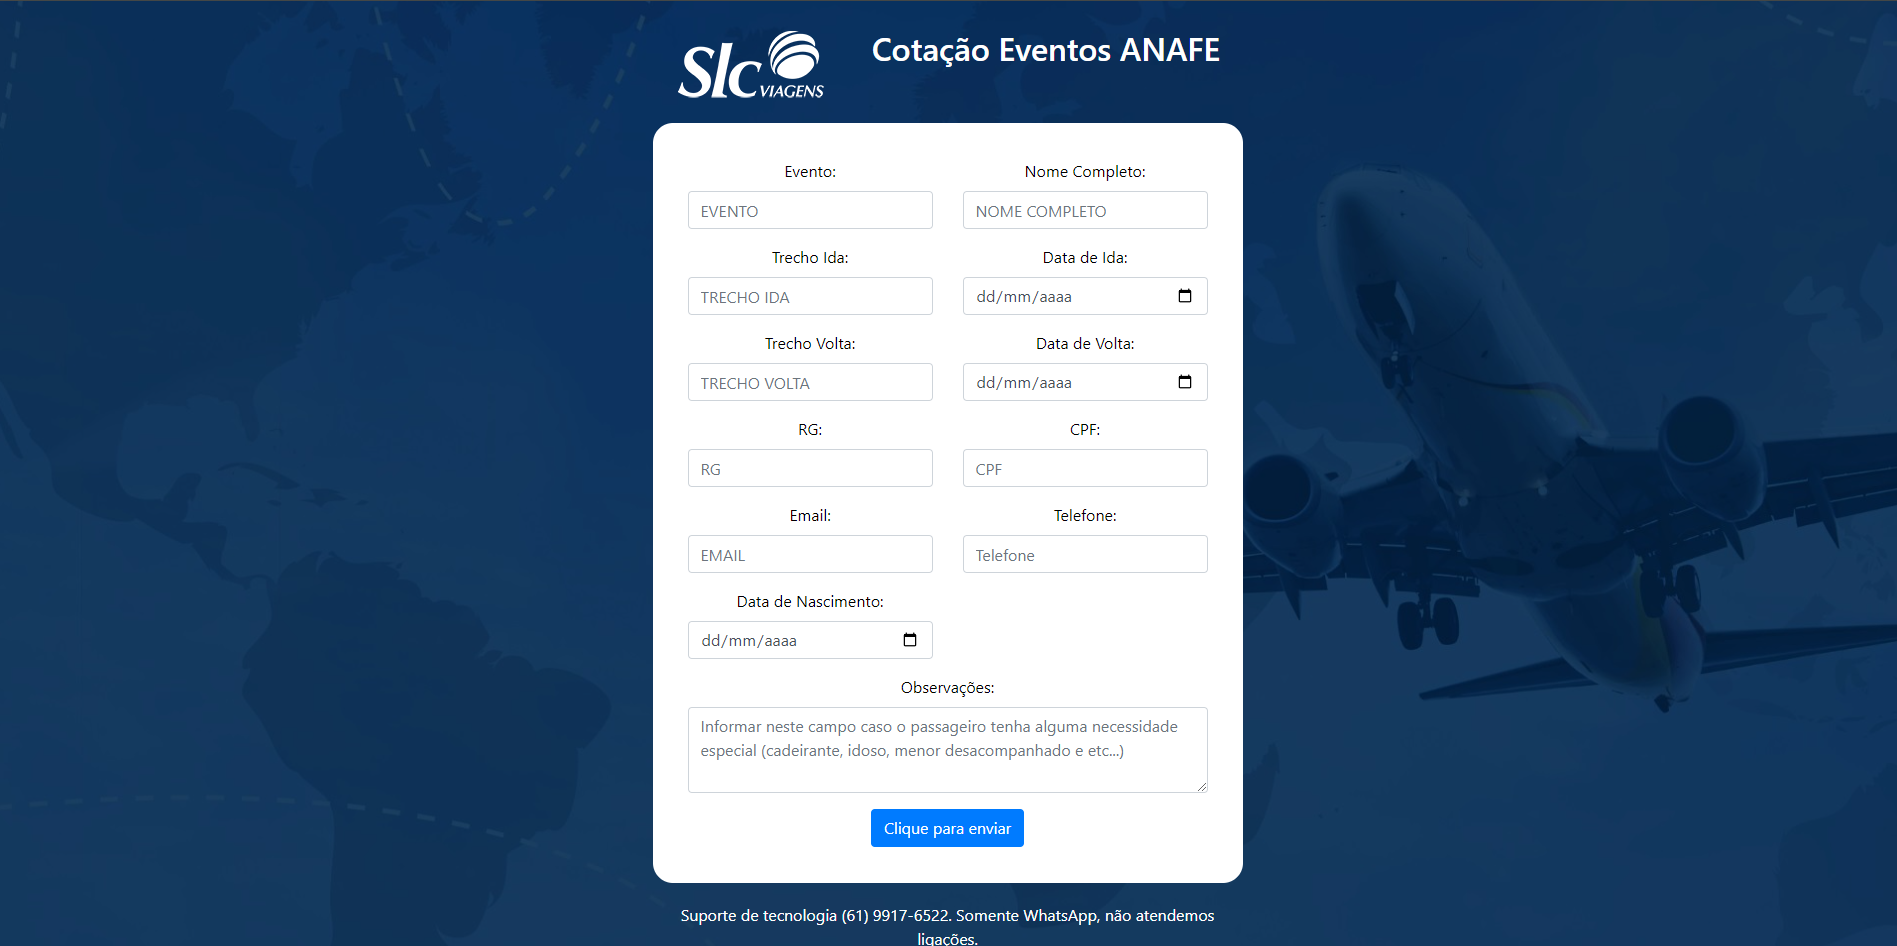 Slc VIAGENS
Cotação Eventos ANAFE
Evento:
Nome Completo:
EVENTO
NOME COMPLETO
Trecho Ida:
Data de Ida:
TRECHO IDA
dd/mm/aaaa
Trecho Volta:
Data de Volta:
TRECHO VOLTA
dd/mm/aaaa
RG:
CPF:
RG
CPF
Email:
Telefone:
EMAIL
Telefone
Data de Nascimento:
dd/mm/aaaa
Observações:
Informar neste campo caso o passageiro tenha alguma necessidade
especial (cadeirante, idoso, menor desacompanhado e etc...)
Clique para enviar
Suporte de tecnologia (61) 9917-6522. Somente WhatsApp, não atendemos
ligações.